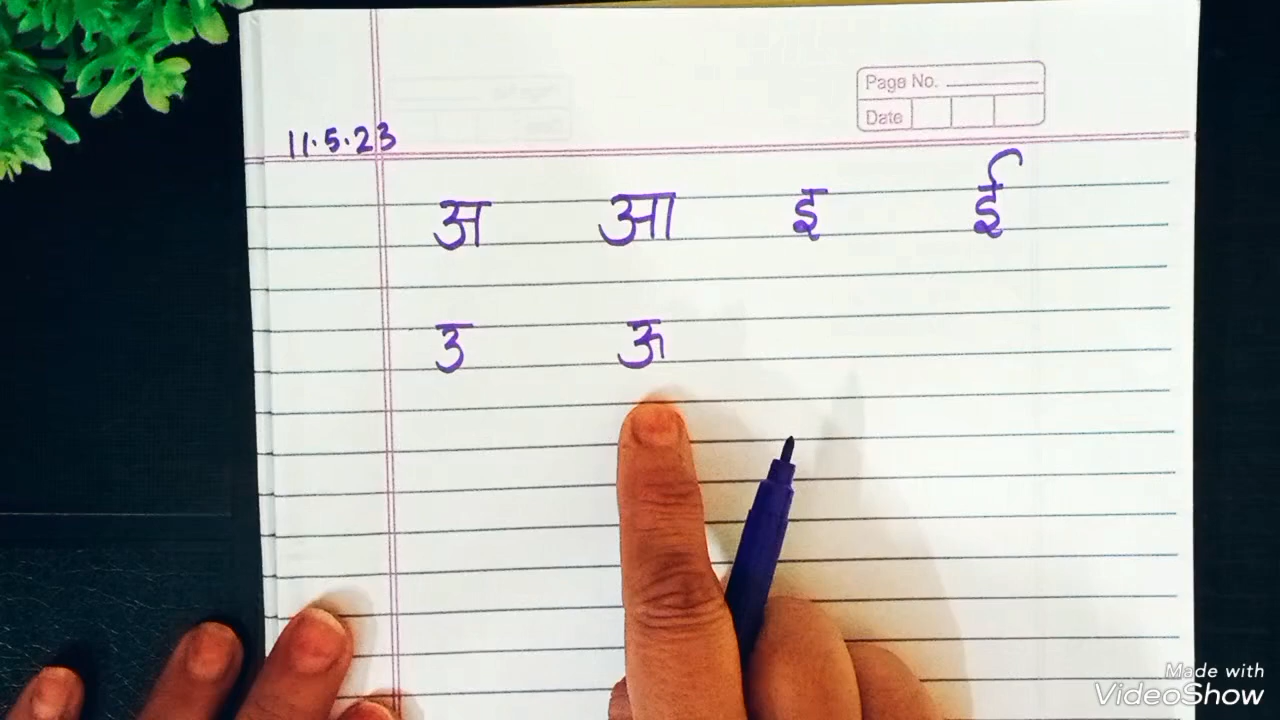 Page No.
Date
11.5.23
अ आ इ ई
उ ऊ
Made with
VideoShow